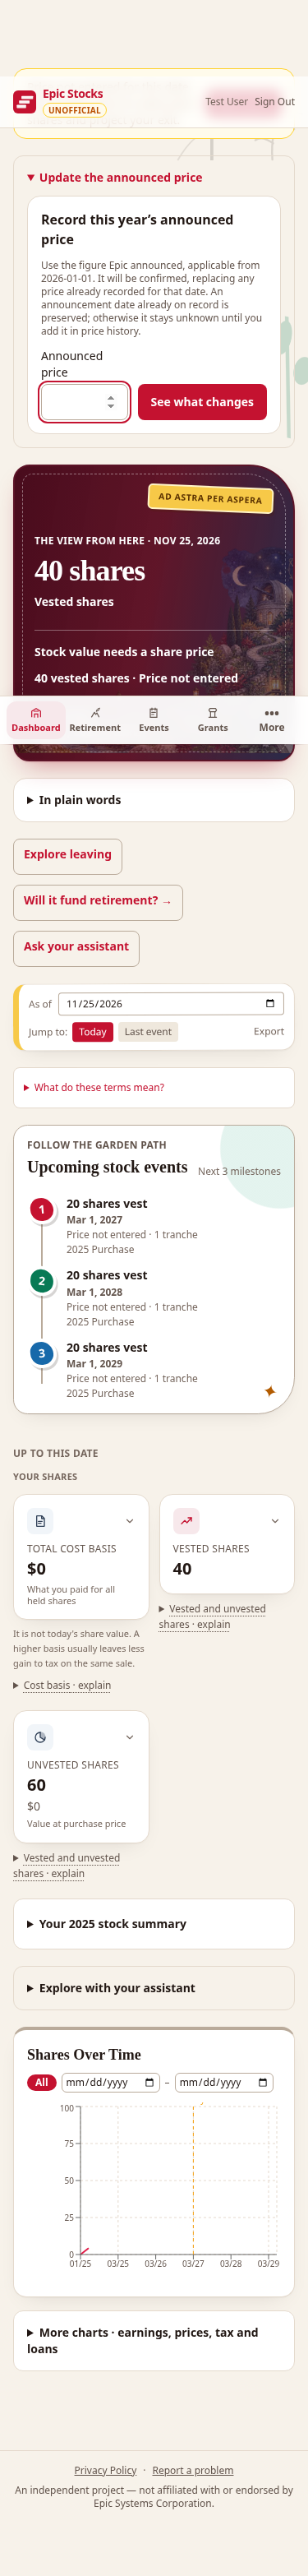 Epic Stocks
UNOFFICIAL
Test User Sign Out
▼ Update the announced price
Record this year's announced
price
Use the figure Epic announced, applicable from
2026-01-01. It will be confirmed, replacing any
price already recorded for that date. An
announcement date already on record is
preserved; otherwise it stays unknown until you
add it in price history.
Announced
price
See what changes
AD ASTRA PER ASPERA
THE VIEW FROM HERE · NOV 25, 2026
40 shares
Vested shares
Stock value needs a share price
40 vested shares · Price not entered
Dashboard Retirement Events Grants More
▶ In plain words
Explore leaving
Will it fund retirement? →
Ask your assistant
As of 11/25/2026
Jump to: Today Last event Export
▶ What do these terms mean?
FOLLOW THE GARDEN PATH
Upcoming stock events Next 3 milestones
1 20 shares vest
Mar 1, 2027
Price not entered · 1 tranche
2025 Purchase
2 20 shares vest
Mar 1, 2028
Price not entered · 1 tranche
2025 Purchase
3 20 shares vest
Mar 1, 2029
Price not entered · 1 tranche
2025 Purchase
UP TO THIS DATE
YOUR SHARES
TOTAL COST BASIS
$0
What you paid for all
held shares
It is not today's share value. A
higher basis usually leaves less
gain to tax on the same sale.
▶ Cost basis · explain
VESTED SHARES
40
▶ Vested and unvested
shares · explain
UNVESTED SHARES
60
$0
Value at purchase price
▶ Vested and unvested
shares · explain
▶ Your 2025 stock summary
▶ Explore with your assistant
Shares Over Time
All mm/dd/yyyy – mm/dd/yyyy
100
75
50
25
0
01/25 03/25 03/26 03/27 03/28 03/29
▶ More charts · earnings, prices, tax and
loans
Privacy Policy · Report a problem
An independent project — not affiliated with or endorsed by
Epic Systems Corporation.